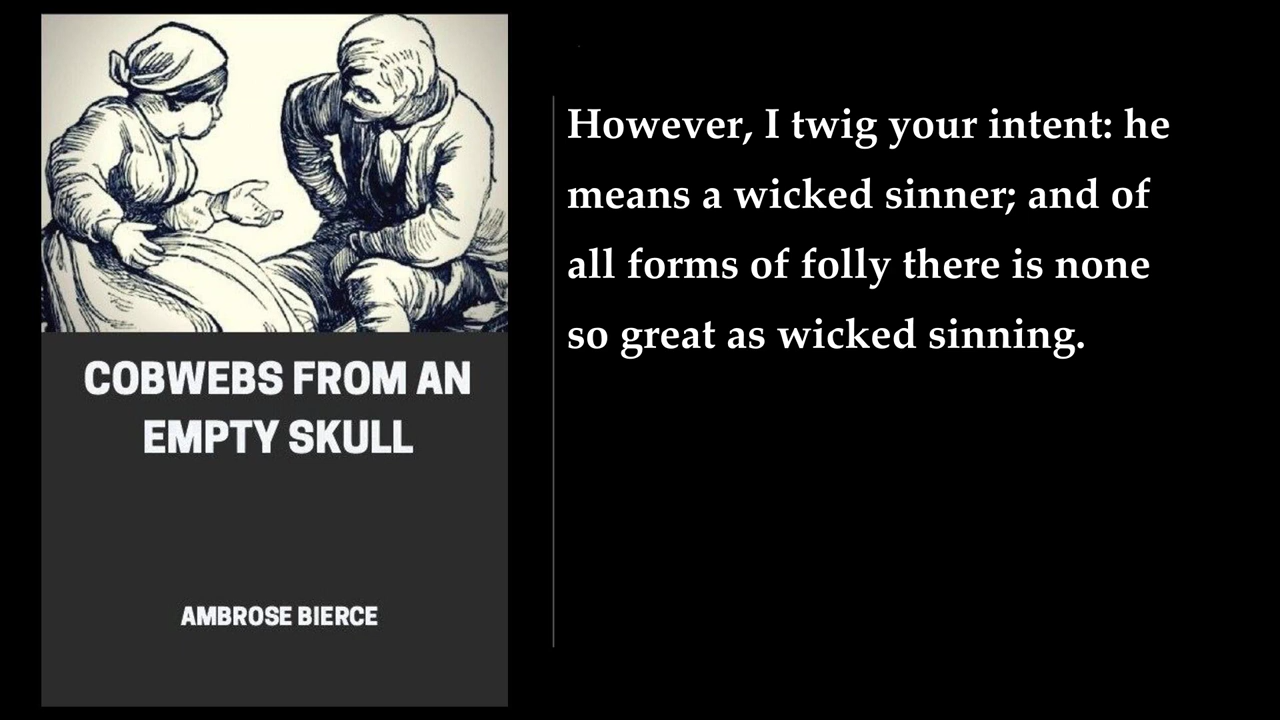 COBWEBS FROM AN
EMPTY SKULL
AMBROSE BIERCE
However, I twig your intent: he
means a wicked sinner; and of
all forms of folly there is none
so great as wicked sinning.